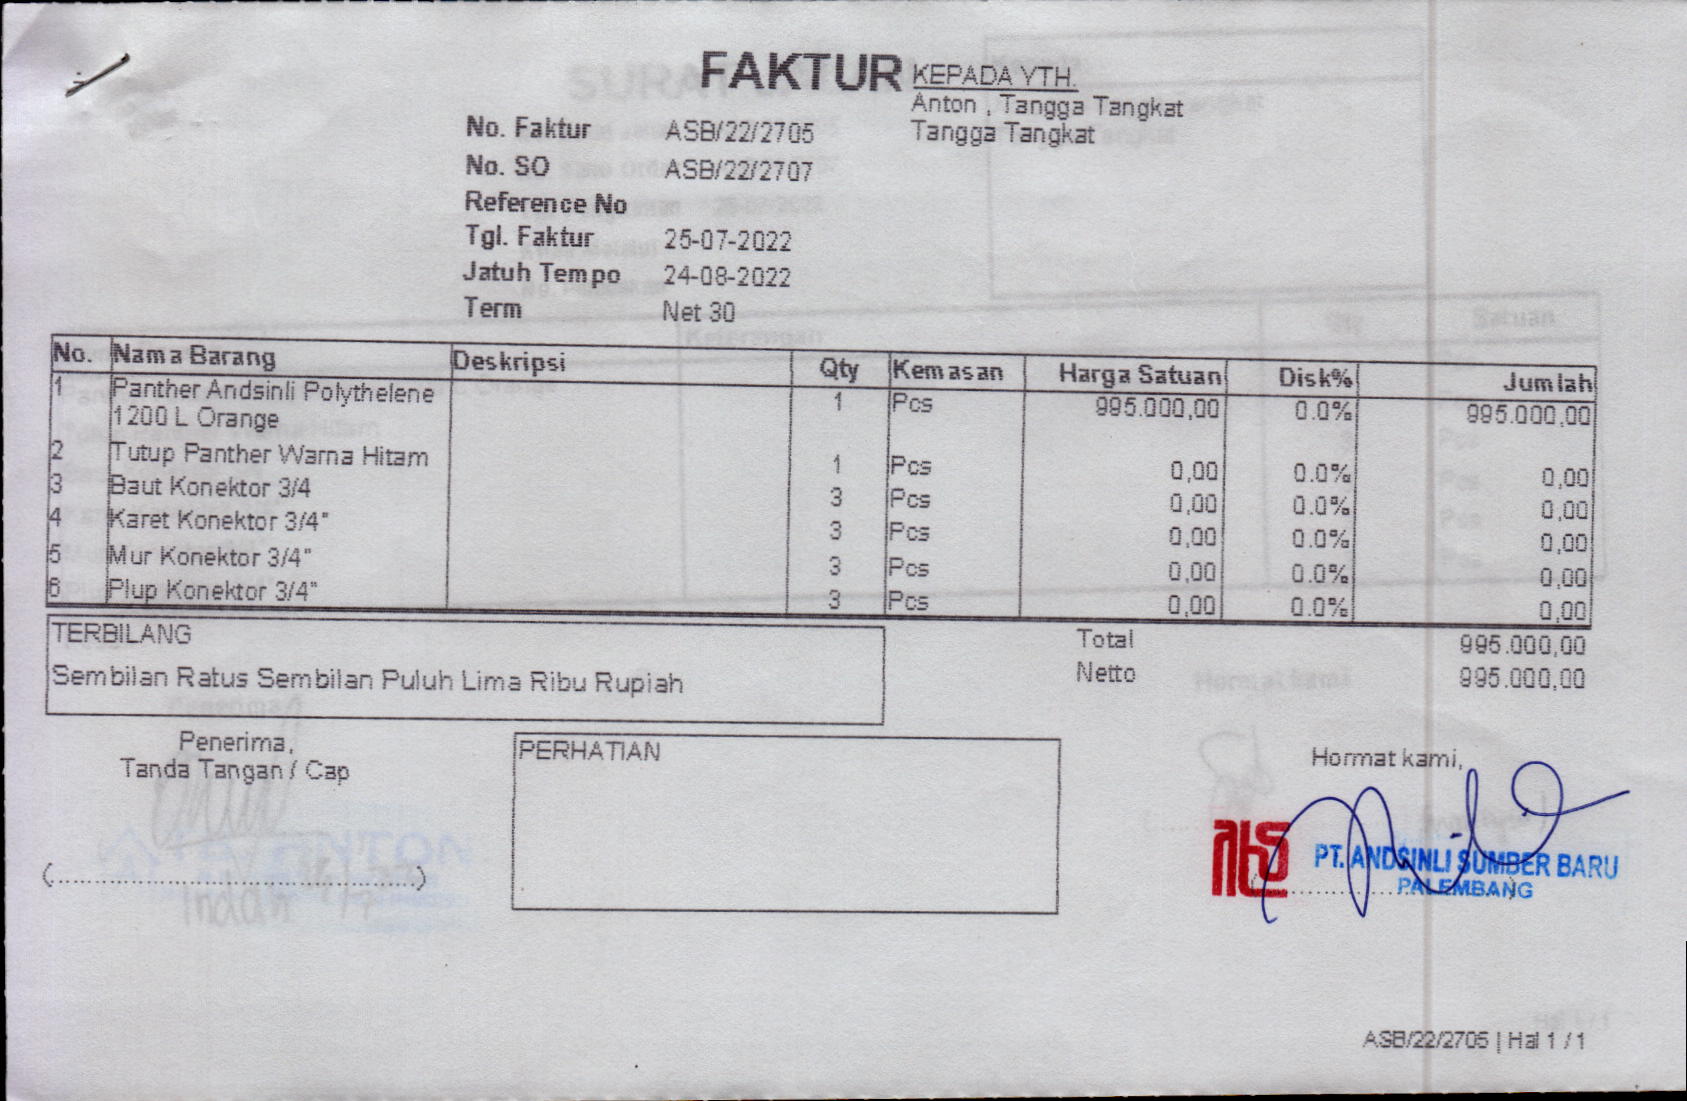 FAKTUR
KEPADA YTH.
Anton , Tangga Tangkat
Tangga Tangkat
No. Faktur ASB/22/2705
No. SO ASB/22/2707
Reference No
Tgl. Faktur 25-07-2022
Jatuh Tempo 24-08-2022
Term Net 30
No. Nama Barang Deskripsi Qty Kemasan Harga Satuan Disk% Jumlah
1 Panther Andsinli Polythelene 1 Pcs 995.000,00 0.0% 995.000,00
1200 L Orange
2 Tutup Panther Warna Hitam 1 Pcs 0,00 0.0% 0,00
3 Baut Konektor 3/4 3 Pcs 0,00 0.0% 0,00
4 Karet Konektor 3/4" 3 Pcs 0,00 0.0% 0,00
5 Mur Konektor 3/4" 3 Pcs 0,00 0.0% 0,00
6 Plup Konektor 3/4" 3 Pcs 0,00 0.0% 0,00
TERBILANG
Sembilan Ratus Sembilan Puluh Lima Ribu Rupiah
Total 995.000,00
Netto 995.000,00
Penerima,
Tanda Tangan / Cap
(........................................)
PERHATIAN
Hormat kami,
PT. ANDSINLI SUMBER BARU
PALEMBANG
ASB/22/2705 | Hal 1 / 1